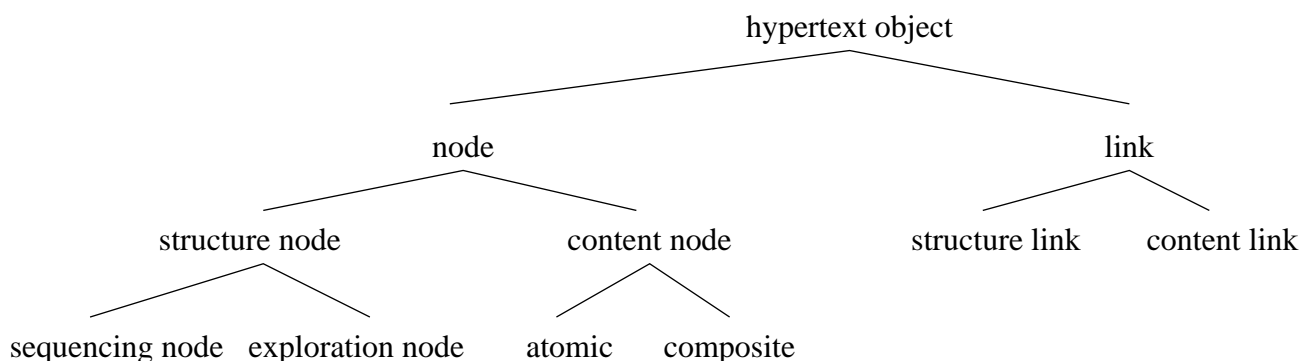 hypertext object
node link
structure node content node structure link content link
sequencing node exploration node atomic composite